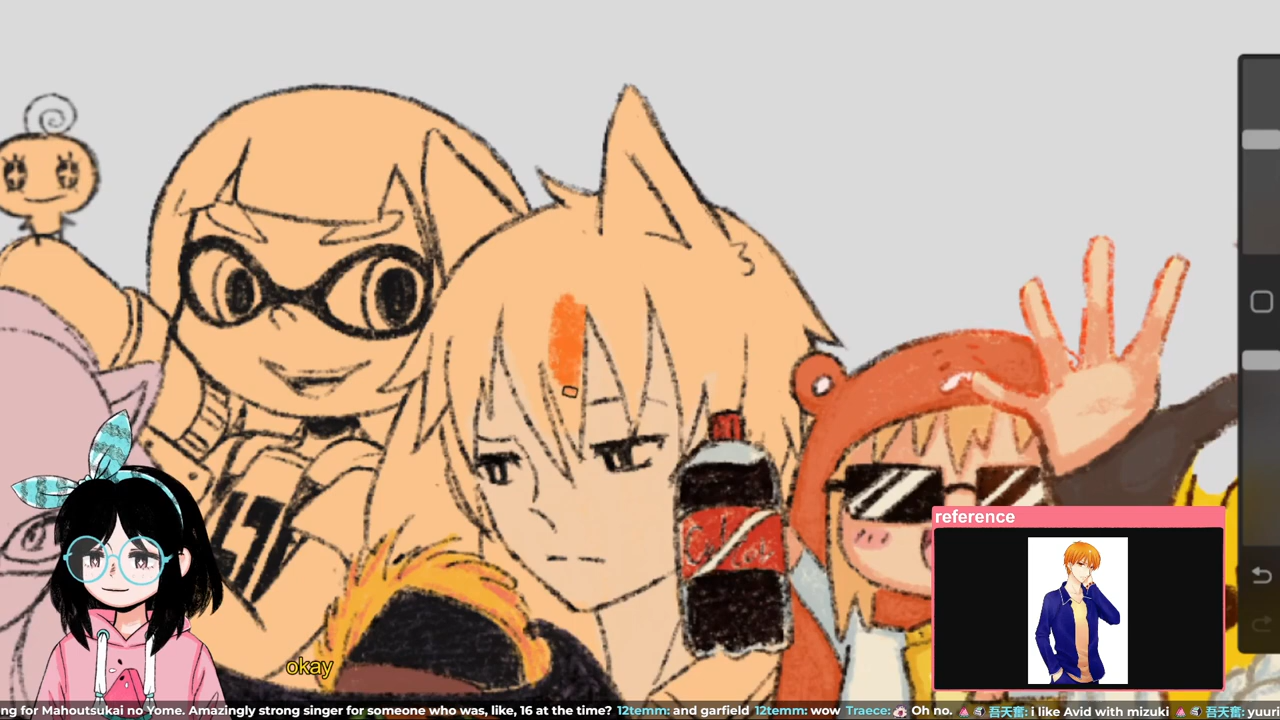 reference
okay
ng for Mahoutsukai no Yome. Amazingly strong singer for someone who was, like, 16 at the time? 12temm: and garfield 12temm: wow Traece: Oh no. 吾天奮: i like Avid with mizuki 吾天奮: yuuri